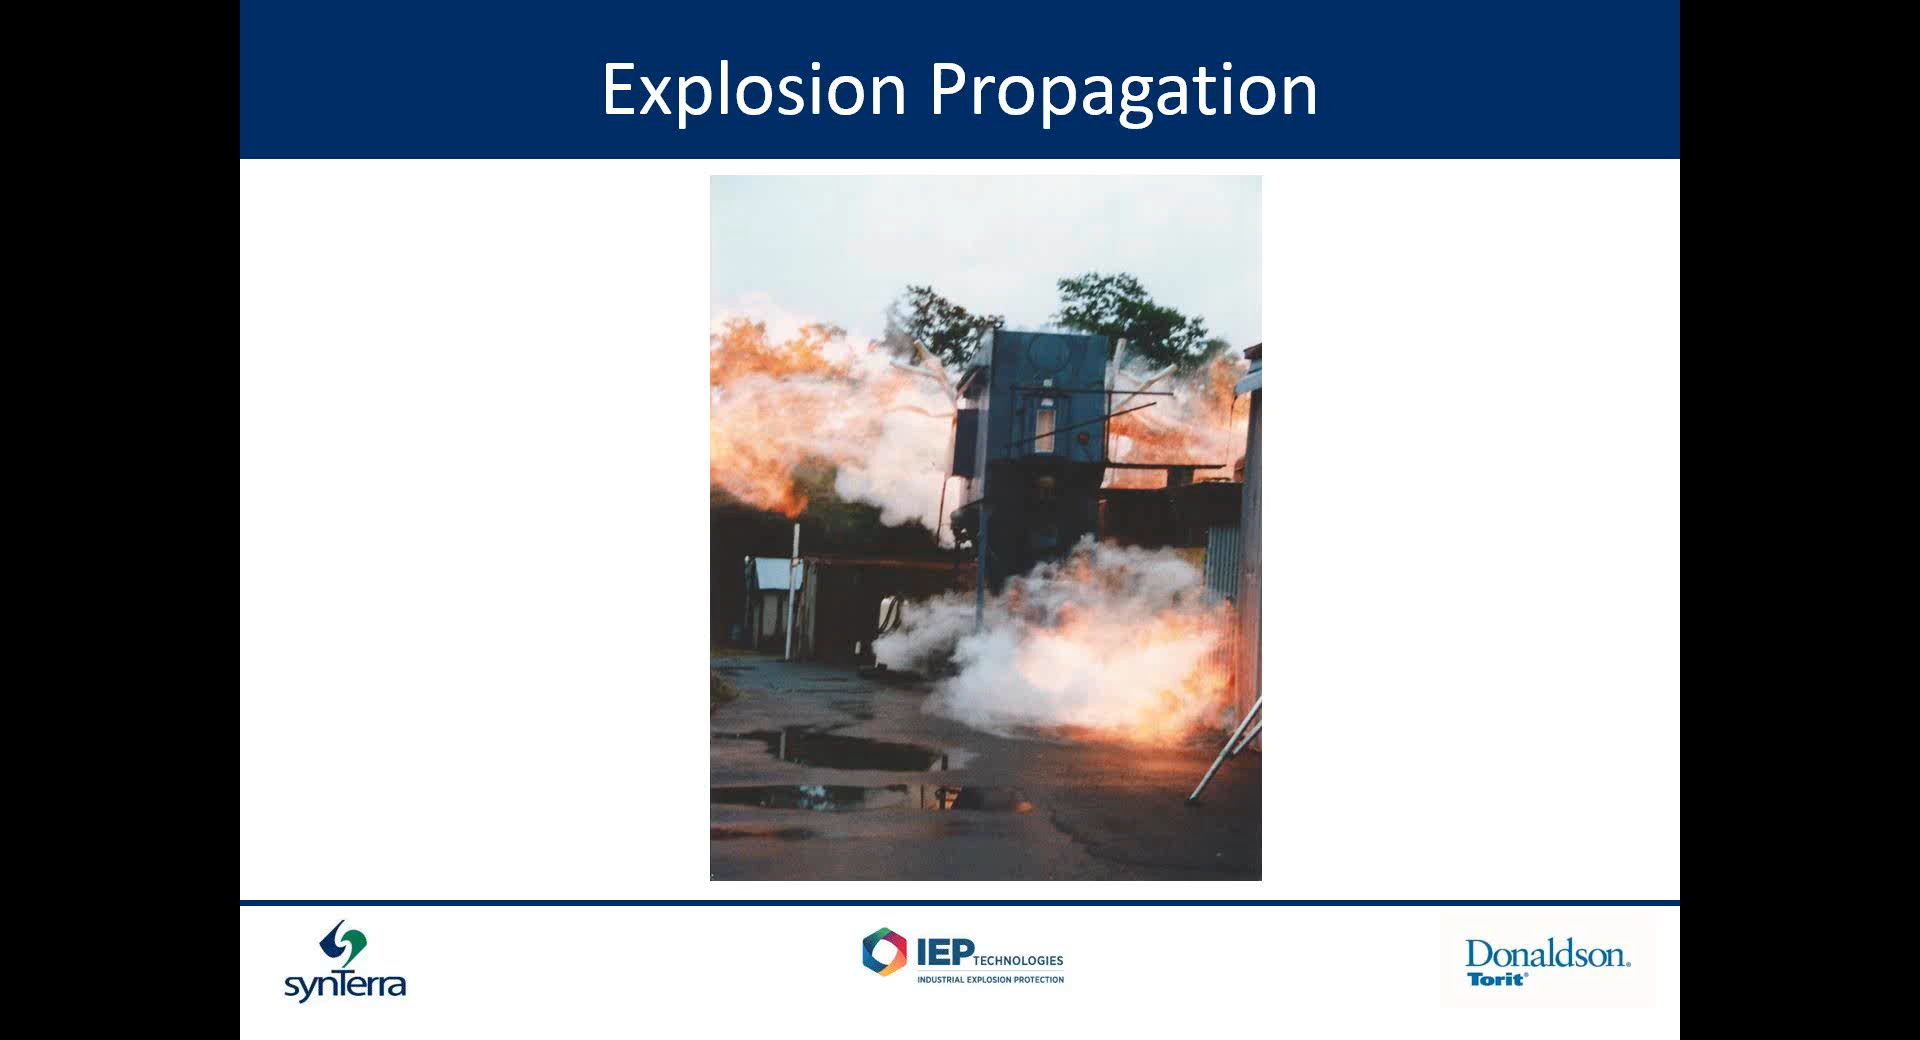 Explosion Propagation
synTerra
IEP TECHNOLOGIES
INDUSTRIAL EXPLOSION PROTECTION
Donaldson®
Torit®